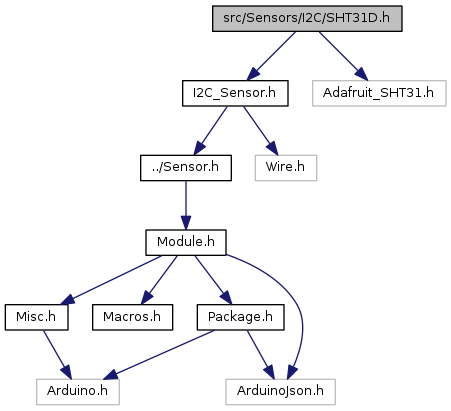 src/Sensors/I2C/SHT31D.h
I2C_Sensor.h
Adafruit_SHT31.h
../Sensor.h
Wire.h
Module.h
Misc.h
Macros.h
Package.h
Arduino.h
ArduinoJson.h